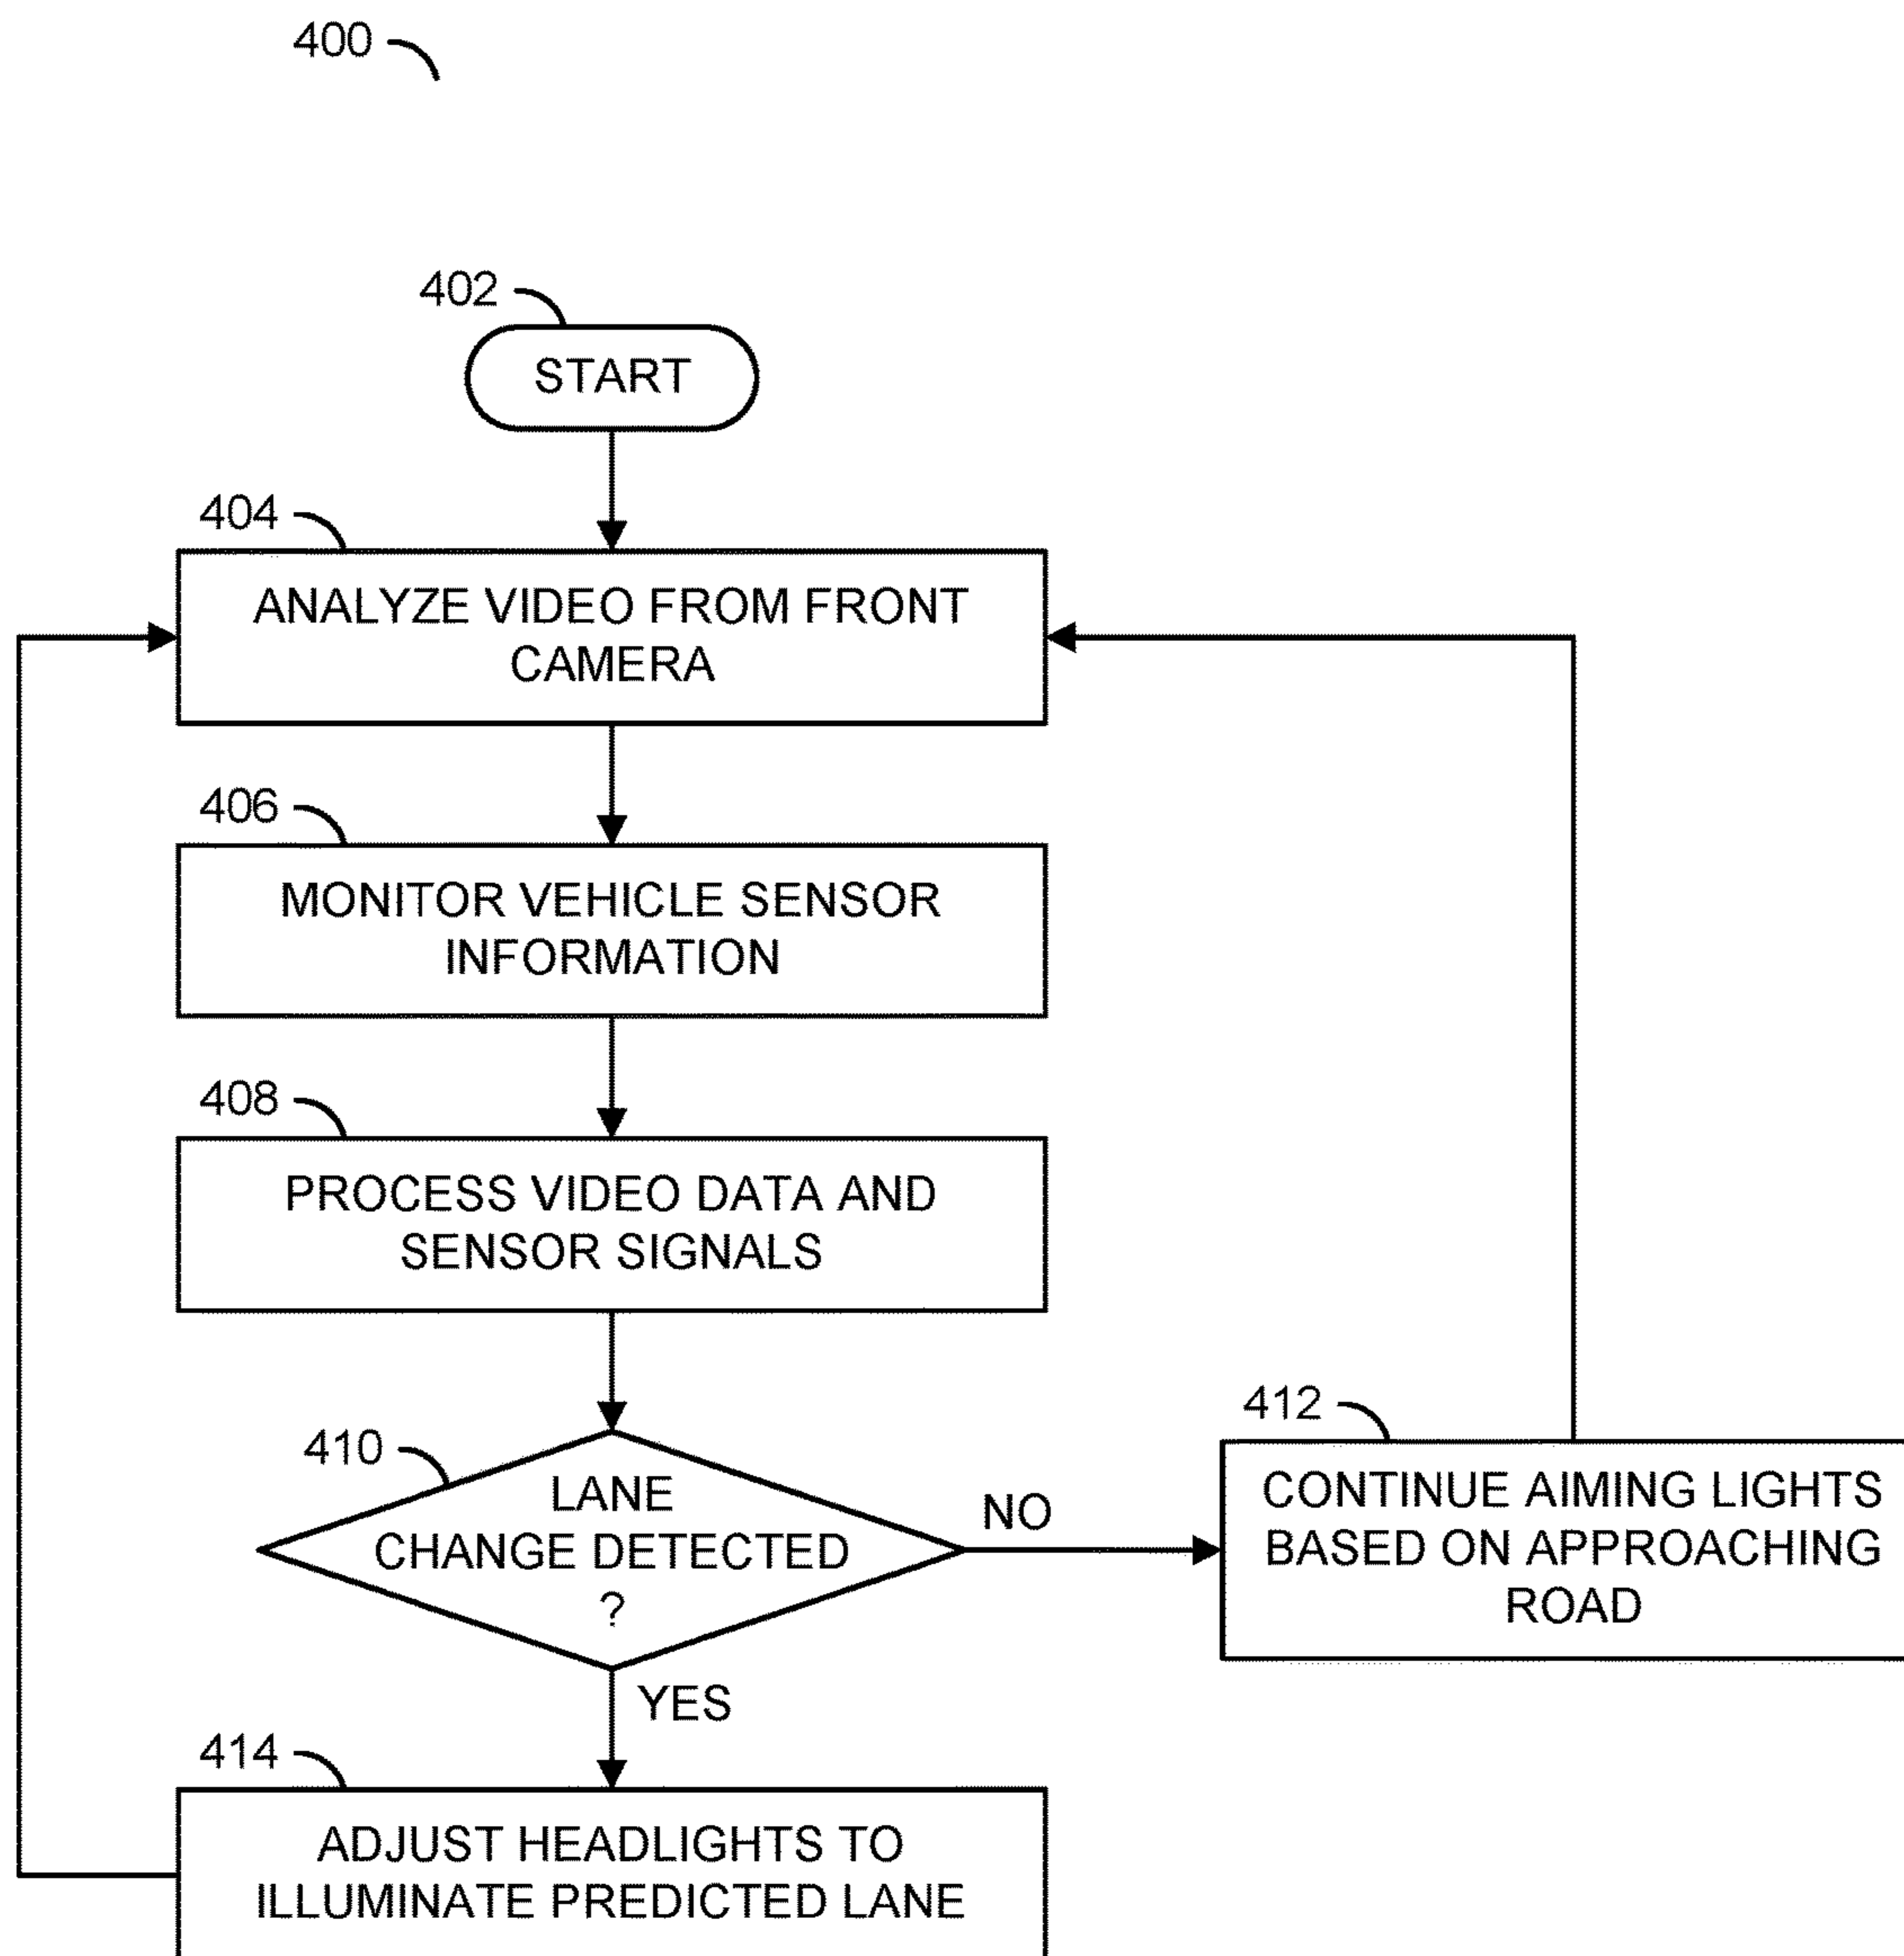 400
402
START
404
ANALYZE VIDEO FROM FRONT
CAMERA
406
MONITOR VEHICLE SENSOR
INFORMATION
408
PROCESS VIDEO DATA AND
SENSOR SIGNALS
410
LANE
CHANGE DETECTED
?
NO
412
CONTINUE AIMING LIGHTS
BASED ON APPROACHING
ROAD
YES
414
ADJUST HEADLIGHTS TO
ILLUMINATE PREDICTED LANE